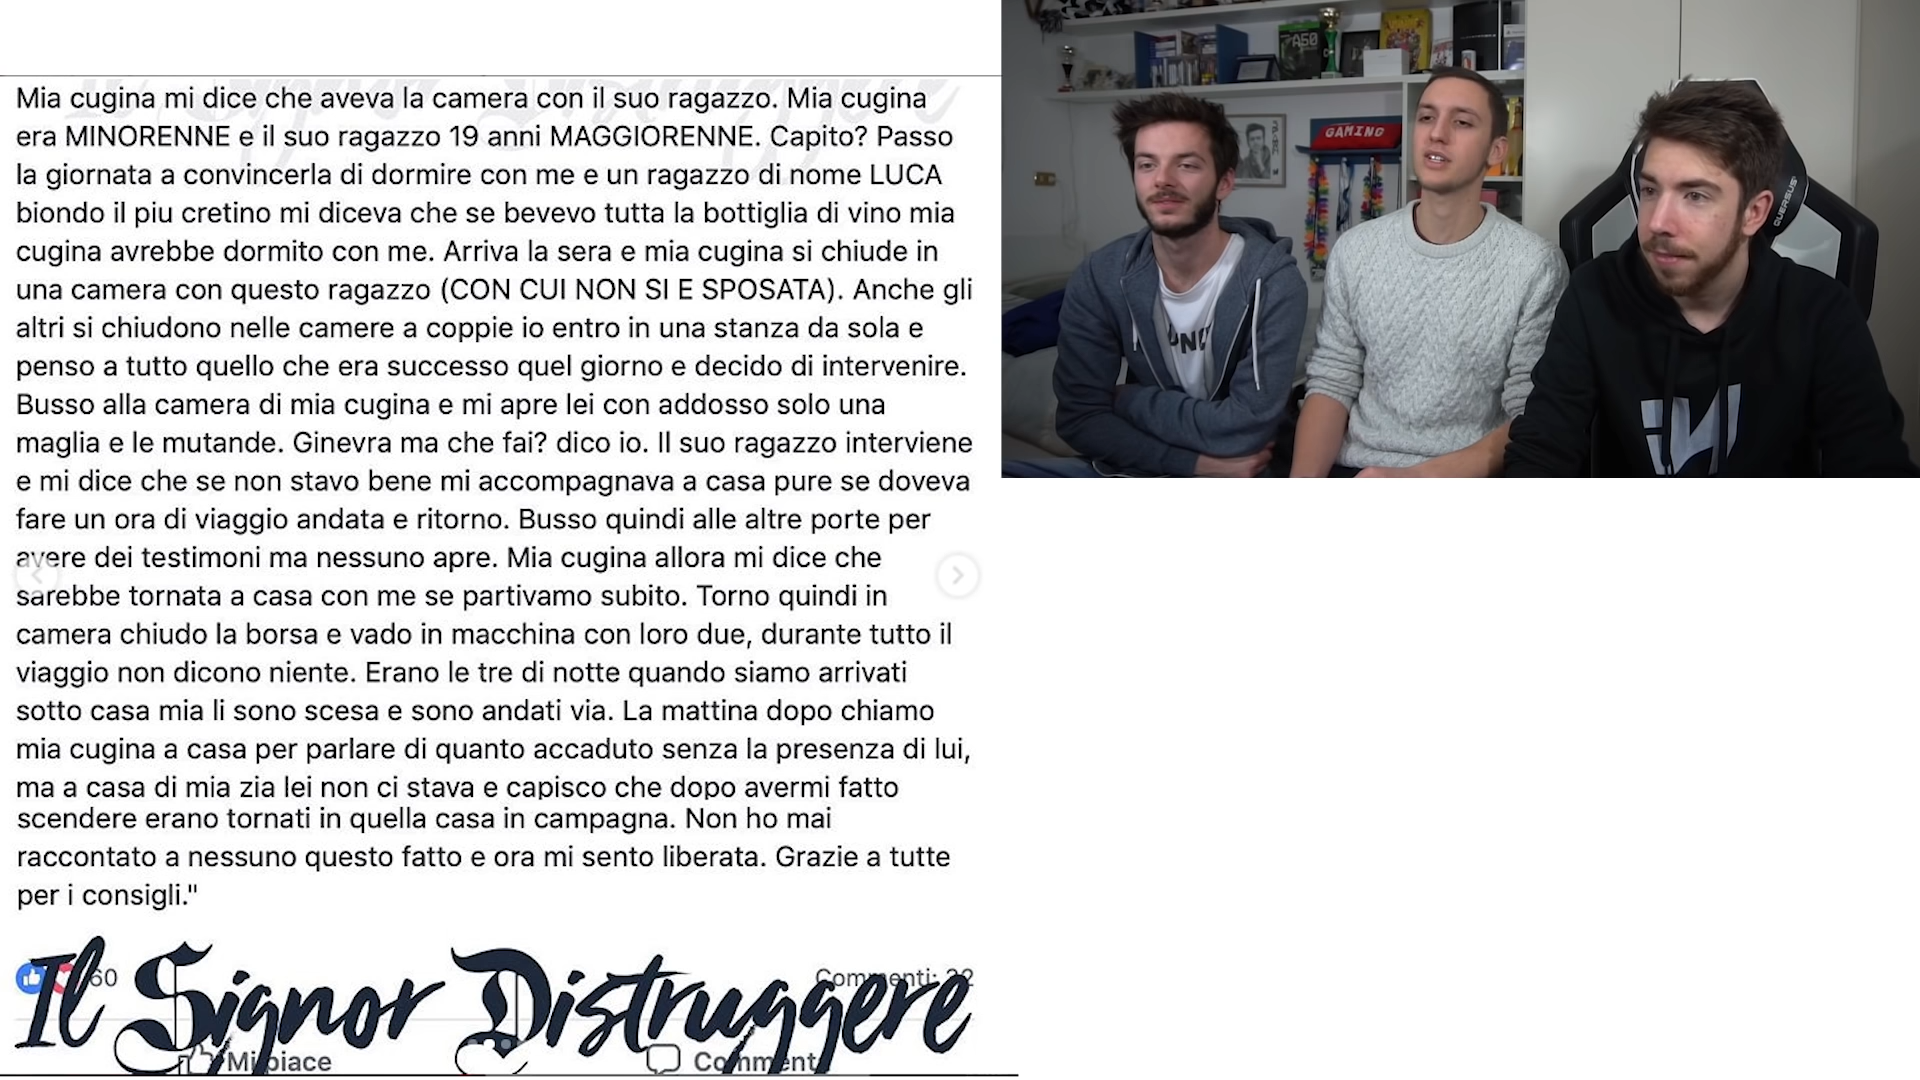 Mia cugina mi dice che aveva la camera con il suo ragazzo. Mia cugina
era MINORENNE e il suo ragazzo 19 anni MAGGIORENNE. Capito? Passo
la giornata a convincerla di dormire con me e un ragazzo di nome LUCA
biondo il piu cretino mi diceva che se bevevo tutta la bottiglia di vino mia
cugina avrebbe dormito con me. Arriva la sera e mia cugina si chiude in
una camera con questo ragazzo (CON CUI NON SI E SPOSATA). Anche gli
altri si chiudono nelle camere a coppie io entro in una stanza da sola e
penso a tutto quello che era successo quel giorno e decido di intervenire.
Busso alla camera di mia cugina e mi apre lei con addosso solo una
maglia e le mutande. Ginevra ma che fai? dico io. Il suo ragazzo interviene
e mi dice che se non stavo bene mi accompagnava a casa pure se doveva
fare un ora di viaggio andata e ritorno. Busso quindi alle altre porte per
avere dei testimoni ma nessuno apre. Mia cugina allora mi dice che
sarebbe tornata a casa con me se partivamo subito. Torno quindi in
camera chiudo la borsa e vado in macchina con loro due, durante tutto il
viaggio non dicono niente. Erano le tre di notte quando siamo arrivati
sotto casa mia li sono scesa e sono andati via. La mattina dopo chiamo
mia cugina a casa per parlare di quanto accaduto senza la presenza di lui,
ma a casa di mia zia lei non ci stava e capisco che dopo avermi fatto
scendere erano tornati in quella casa in campagna. Non ho mai
raccontato a nessuno questo fatto e ora mi sento liberata. Grazie a tutte
per i consigli."
60
Commenti: 32
Il Signor Distruggere
Mi piace
Commenta
GAMING
A50
QUERSUS